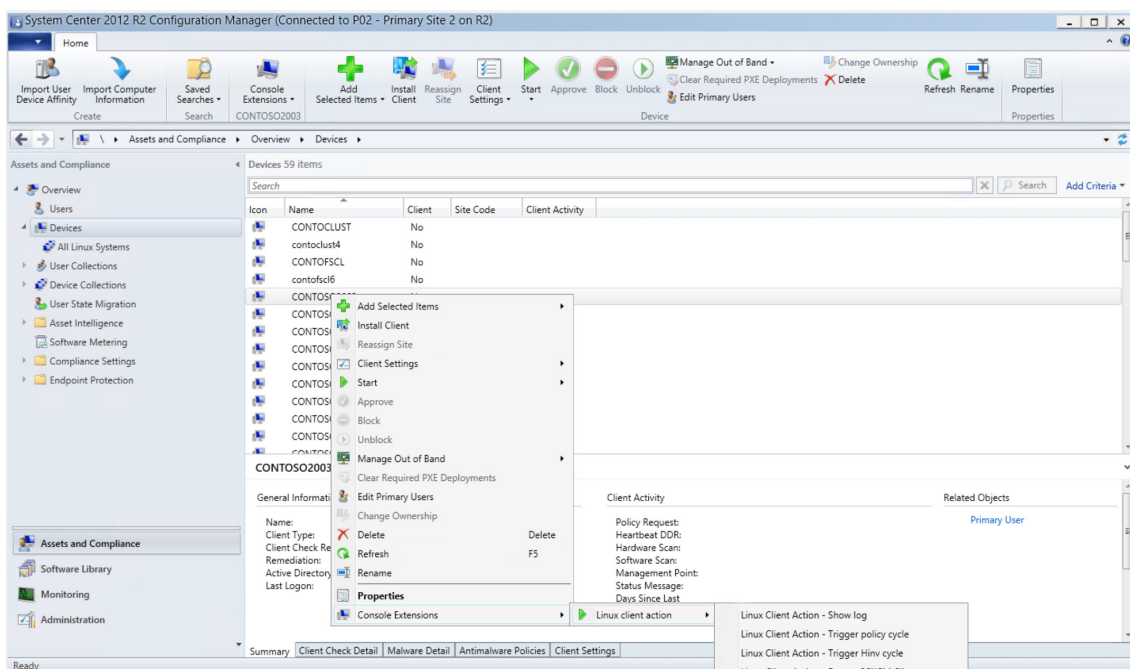 System Center 2012 R2 Configuration Manager (Connected to P02 - Primary Site 2 on R2)
Home
Import User Device Affinity
Import Computer Information
Saved Searches
Console Extensions
Add Selected Items
Install Client
Reassign Site
Client Settings
Start
Approve
Block
Unblock
Manage Out of Band
Clear Required PXE Deployments
Edit Primary Users
Change Ownership
Delete
Refresh
Rename
Properties
Create
Search
CONTOSO2003
Device
Properties
\ Assets and Compliance Overview Devices
Assets and Compliance
Overview
Users
Devices
All Linux Systems
User Collections
Device Collections
User State Migration
Asset Intelligence
Software Metering
Compliance Settings
Endpoint Protection
Assets and Compliance
Software Library
Monitoring
Administration
Devices 59 items
Search
Search
Add Criteria
Icon Name Client Site Code Client Activity
CONTOCLUST No
contoclust4 No
CONTOFSCL No
contofscl6 No
Add Selected Items
Install Client
Reassign Site
Client Settings
Start
Approve
Block
Unblock
Manage Out of Band
Clear Required PXE Deployments
Edit Primary Users
Change Ownership
Delete Delete
Refresh F5
Rename
Properties
Console Extensions
Linux client action
Linux Client Action - Show log
Linux Client Action - Trigger policy cycle
Linux Client Action - Trigger Hinv cycle
CONTOSO2003
General Informati
Name:
Client Type:
Client Check Re
Remediation:
Active Directory
Last Logon:
Client Activity
Policy Request:
Heartbeat DDR:
Hardware Scan:
Software Scan:
Management Point:
Status Message:
Days Since Last
Related Objects
Primary User
Summary Client Check Detail Malware Detail Antimalware Policies Client Settings
Ready